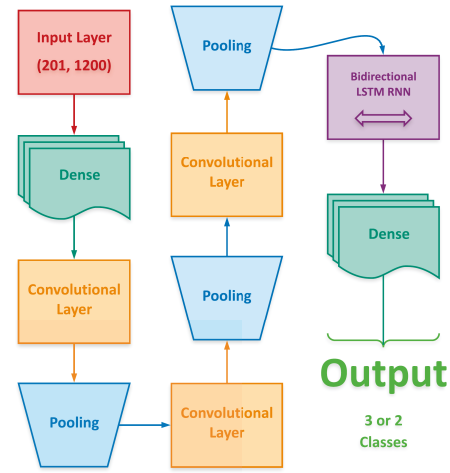 Input Layer
(201, 1200)
Dense
Convolutional
Layer
Pooling
Convolutional
Layer
Pooling
Convolutional
Layer
Pooling
Bidirectional
LSTM RNN
Dense
Output
3 or 2
Classes